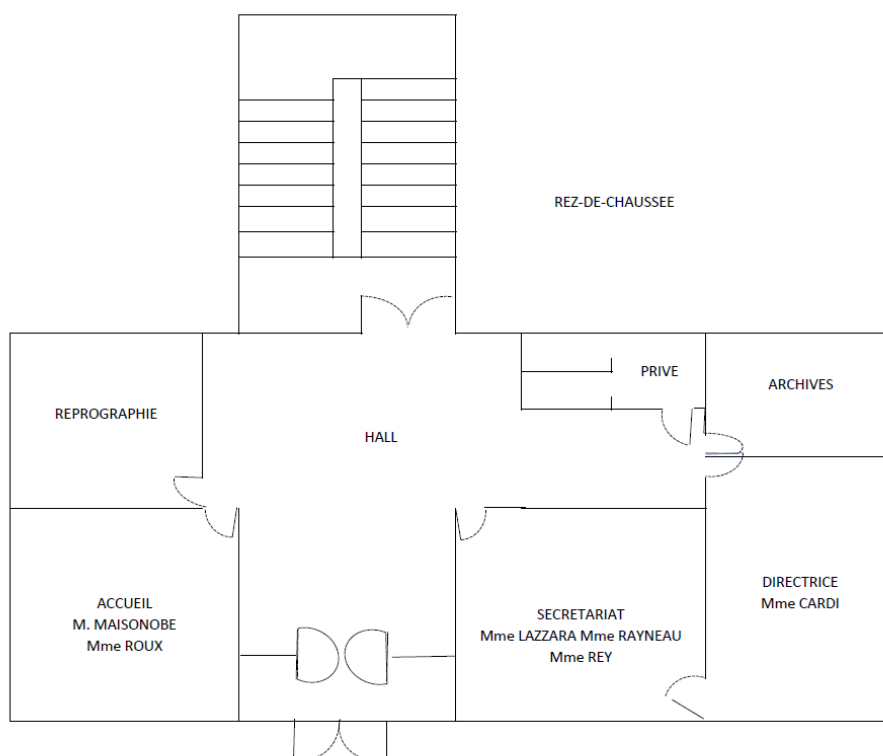 REZ-DE-CHAUSSEE
PRIVE
ARCHIVES
REPROGRAPHIE
HALL
ACCUEIL
M. MAISONOBE
Mme ROUX
SECRETARIAT
Mme LAZZARA Mme RAYNEAU
Mme REY
DIRECTRICE
Mme CARDI